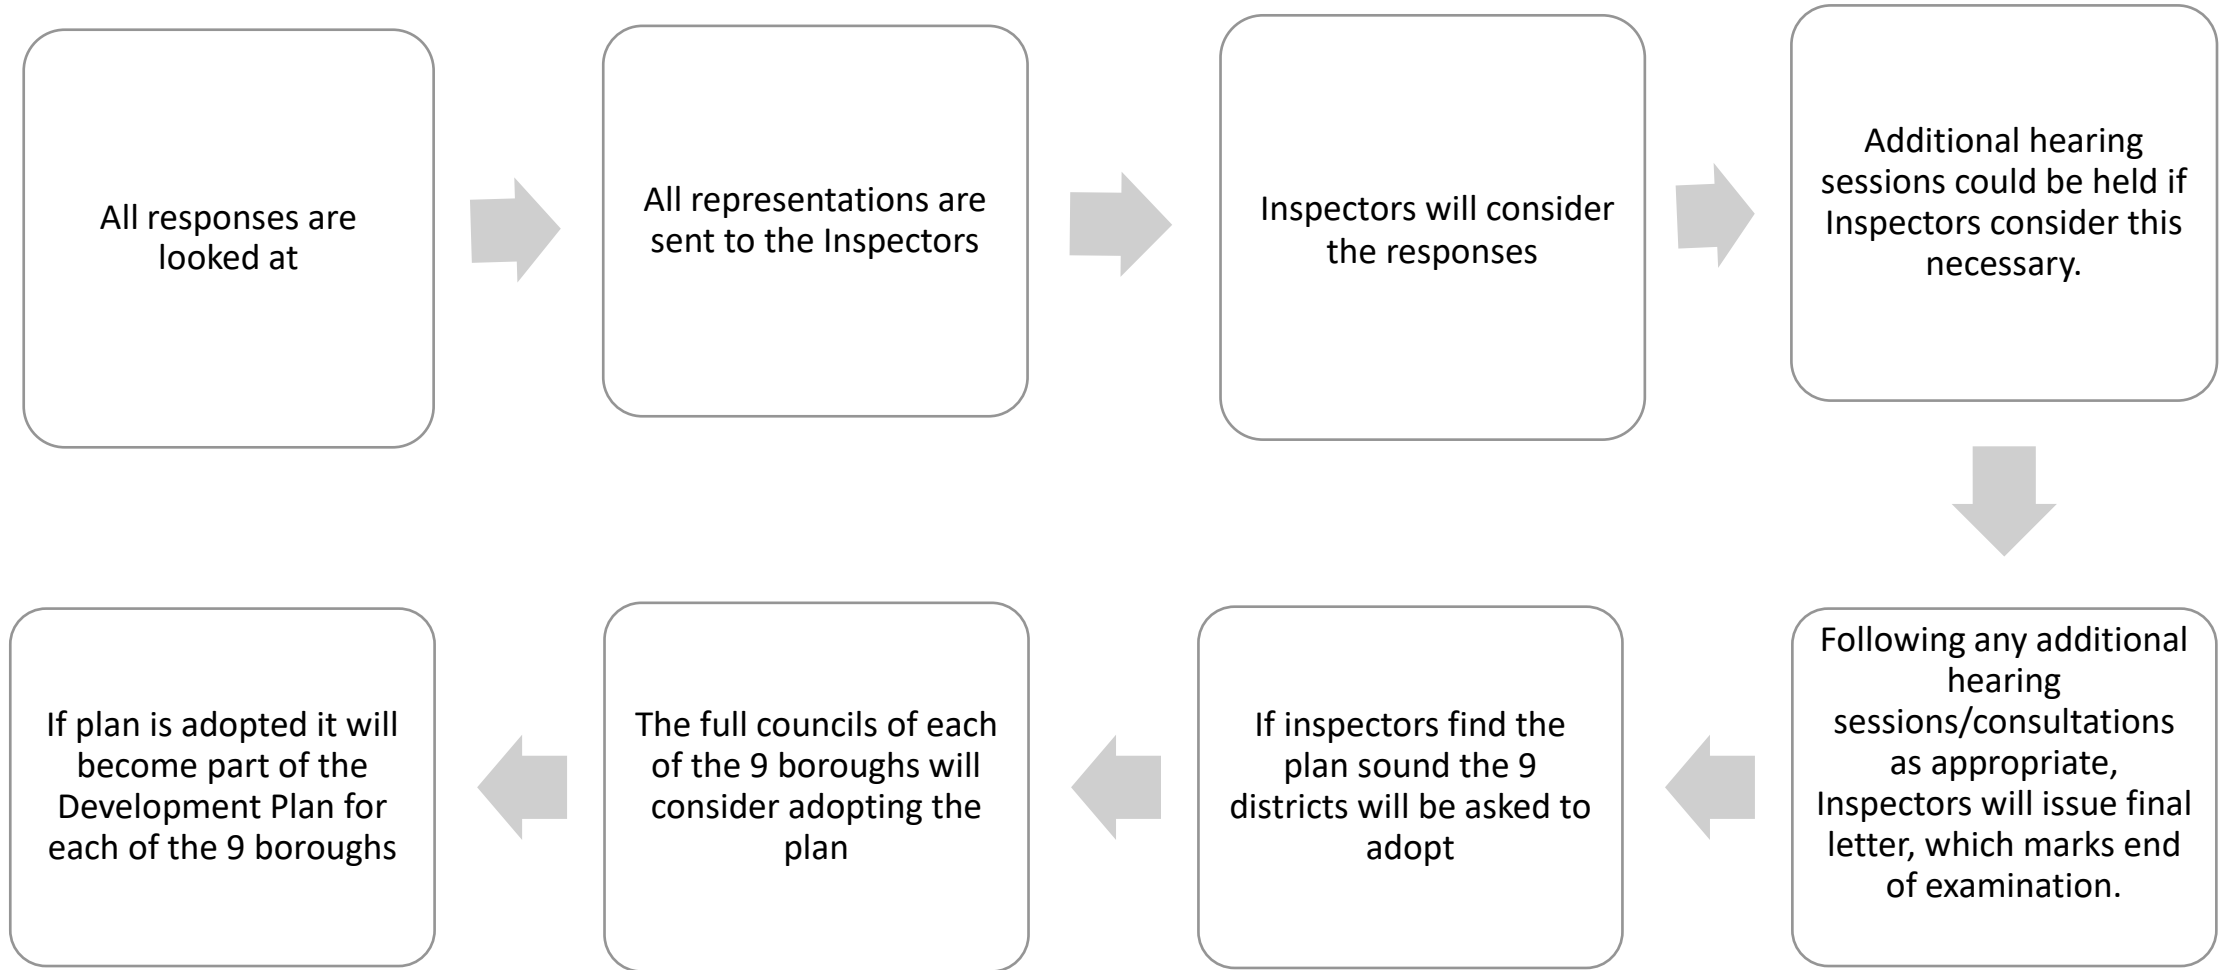 All responses are
looked at
All representations are
sent to the Inspectors
Inspectors will consider
the responses
Additional hearing
sessions could be held if
Inspectors consider this
necessary.
Following any additional
hearing
sessions/consultations
as appropriate,
Inspectors will issue final
letter, which marks end
of examination.
If inspectors find the
plan sound the 9
districts will be asked to
adopt
The full councils of each
of the 9 boroughs will
consider adopting the
plan
If plan is adopted it will
become part of the
Development Plan for
each of the 9 boroughs